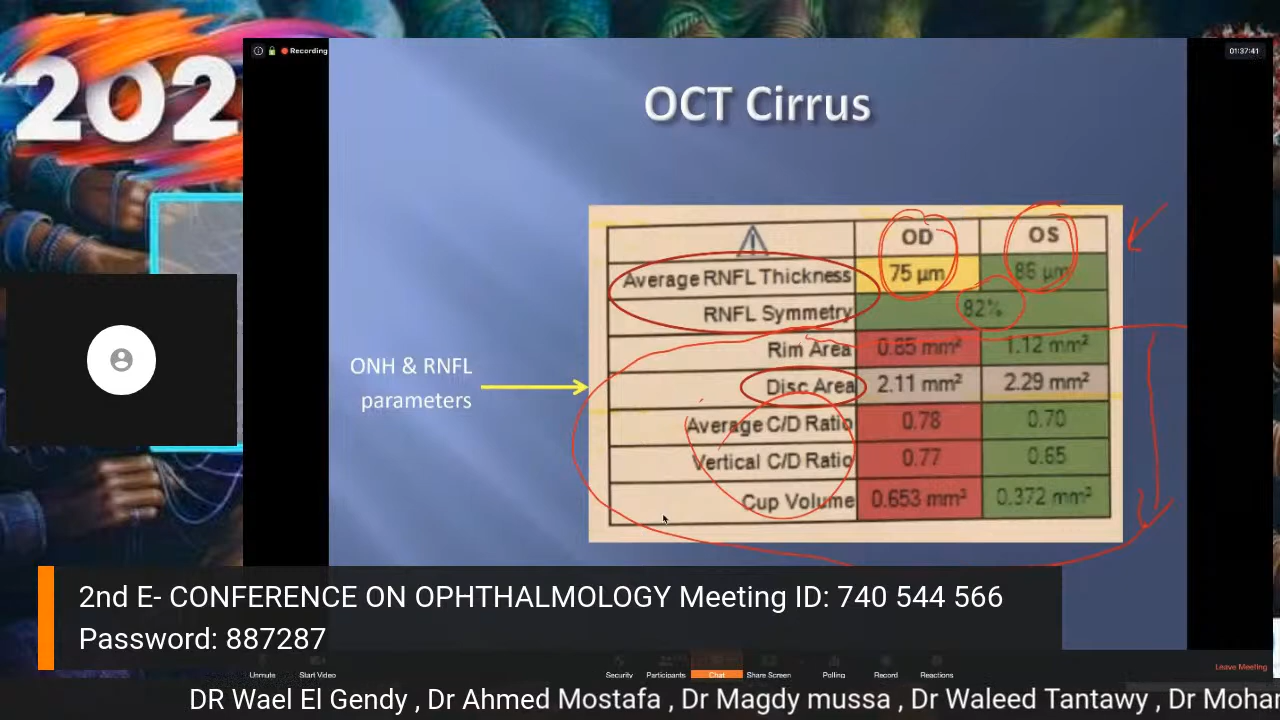 202
Recording
01:37:41
OCT Cirrus
OD OS
Average RNFL Thickness 75 µm 86 µm
RNFL Symmetry 82%
Rim Area 0.85 mm² 1.12 mm²
Disc Area 2.11 mm² 2.29 mm²
Average C/D Ratio 0.78 0.70
Vertical C/D Ratio 0.77 0.65
Cup Volume 0.653 mm³ 0.372 mm³
ONH & RNFL
parameters
2nd E- CONFERENCE ON OPHTHALMOLOGY Meeting ID: 740 544 566
Password: 887287
Unmute Start Video Security Participants Chat Share Screen Polling Record Reactions Leave Meeting
DR Wael El Gendy , Dr Ahmed Mostafa , Dr Magdy mussa , Dr Waleed Tantawy , Dr Mohar